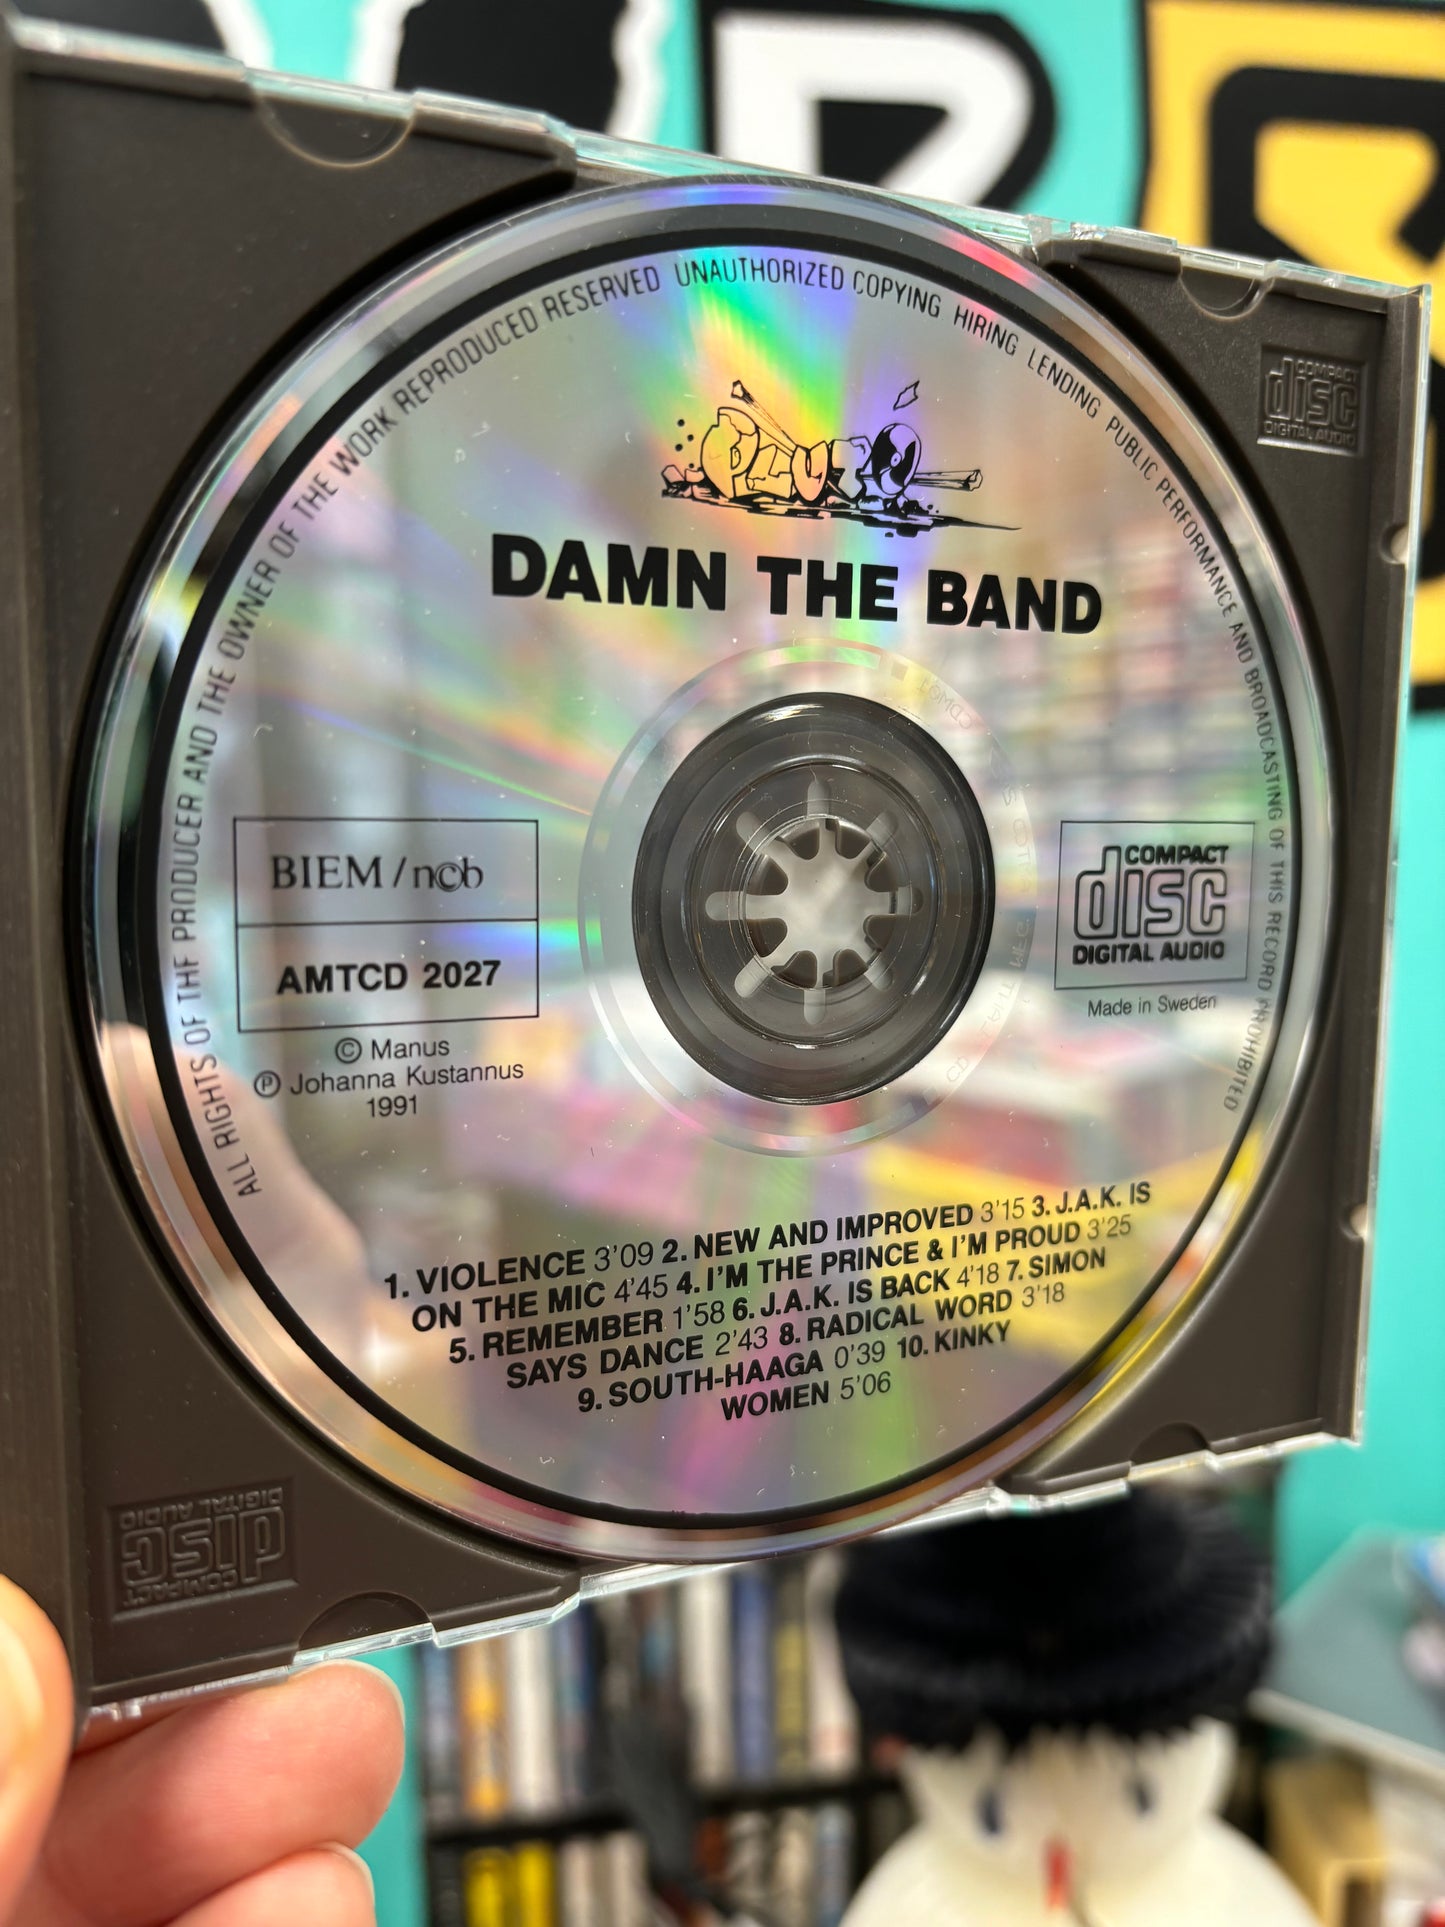 ALL RIGHTS OF THE PRODUCER AND THE OWNER OF THE WORK REPRODUCED RESERVED UNAUTHORIZED COPYING HIRING LENDING PUBLIC PERFORMANCE AND BROADCASTING OF THIS RECORD PROHIBITED
DAMN THE BAND
BIEM / ncb
AMTCD 2027
© Manus
℗ Johanna Kustannus
1991
COMPACT
disc
DIGITAL AUDIO
Made in Sweden
1. VIOLENCE 3'09 2. NEW AND IMPROVED 3'15 3. J.A.K. IS
ON THE MIC 4'45 4. I'M THE PRINCE & I'M PROUD 3'25
5. REMEMBER 1'58 6. J.A.K. IS BACK 4'18 7. SIMON
SAYS DANCE 2'43 8. RADICAL WORD 3'18
9. SOUTH-HAAGA 0'39 10. KINKY
WOMEN 5'06
COMPACT
disc
DIGITAL AUDIO
COMPACT
disc
DIGITAL AUDIO